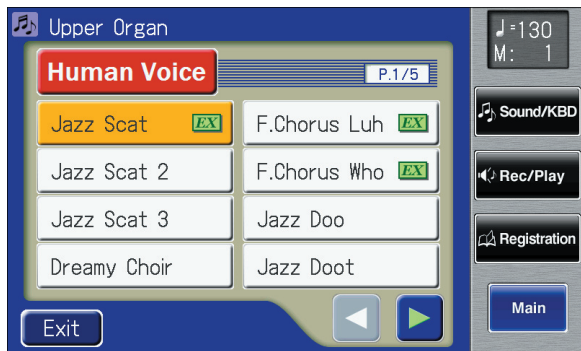 Upper Organ
Human Voice
P.1/5
Jazz Scat EX
F.Chorus Luh EX
Jazz Scat 2
F.Chorus Who EX
Jazz Scat 3
Jazz Doo
Dreamy Choir
Jazz Doot
Exit
♩=130
M: 1
Sound/KBD
Rec/Play
Registration
Main